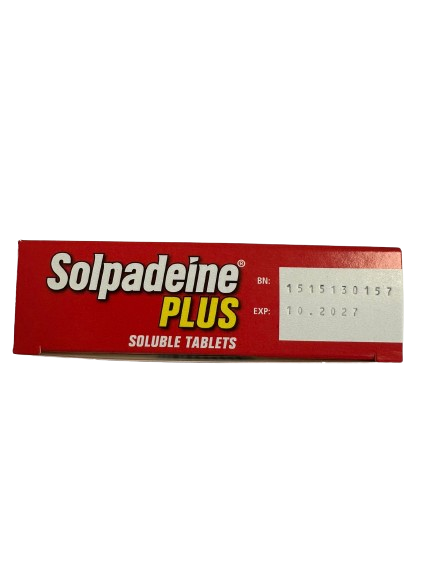 Solpadeine®
PLUS
SOLUBLE TABLETS
BN: 1515130157
EXP: 10.2027